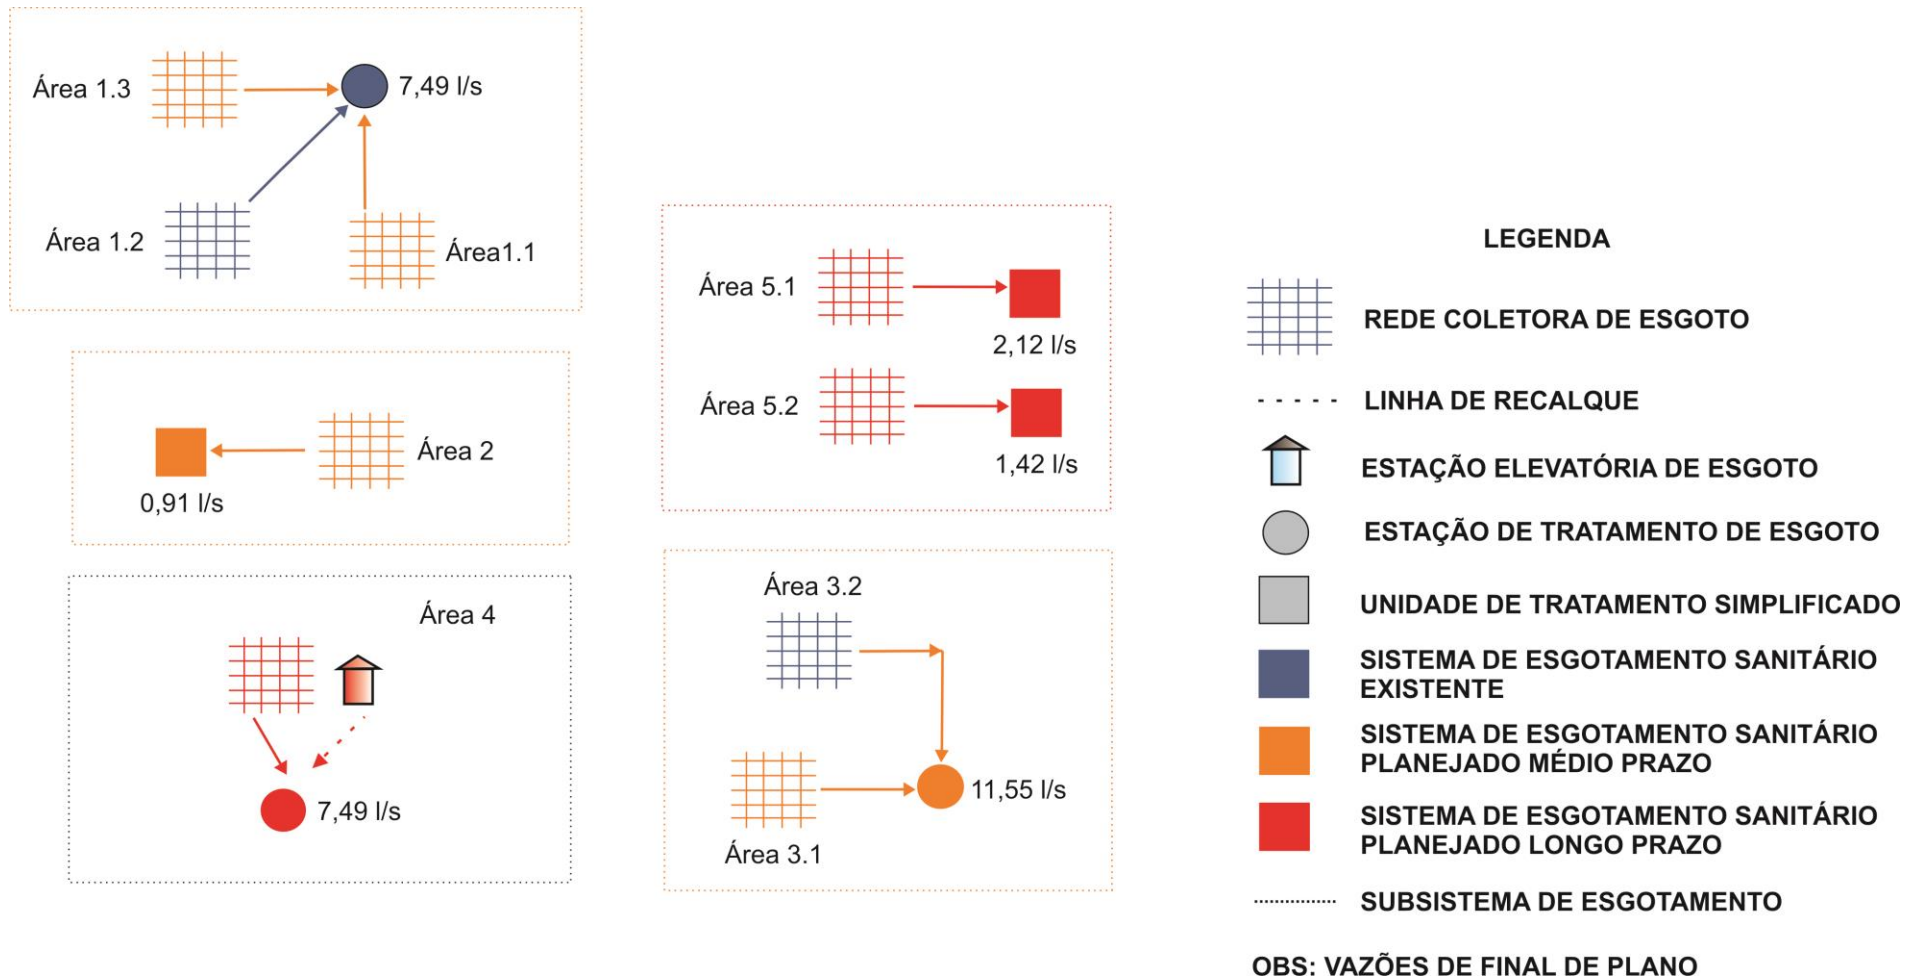 Área 1.3
7,49 l/s
Área 1.2
Área1.1
0,91 l/s
Área 2
Área 4
7,49 l/s
Área 5.1
2,12 l/s
Área 5.2
1,42 l/s
Área 3.2
11,55 l/s
Área 3.1
LEGENDA
REDE COLETORA DE ESGOTO
LINHA DE RECALQUE
ESTAÇÃO ELEVATÓRIA DE ESGOTO
ESTAÇÃO DE TRATAMENTO DE ESGOTO
UNIDADE DE TRATAMENTO SIMPLIFICADO
SISTEMA DE ESGOTAMENTO SANITÁRIO
EXISTENTE
SISTEMA DE ESGOTAMENTO SANITÁRIO
PLANEJADO MÉDIO PRAZO
SISTEMA DE ESGOTAMENTO SANITÁRIO
PLANEJADO LONGO PRAZO
SUBSISTEMA DE ESGOTAMENTO
OBS: VAZÕES DE FINAL DE PLANO